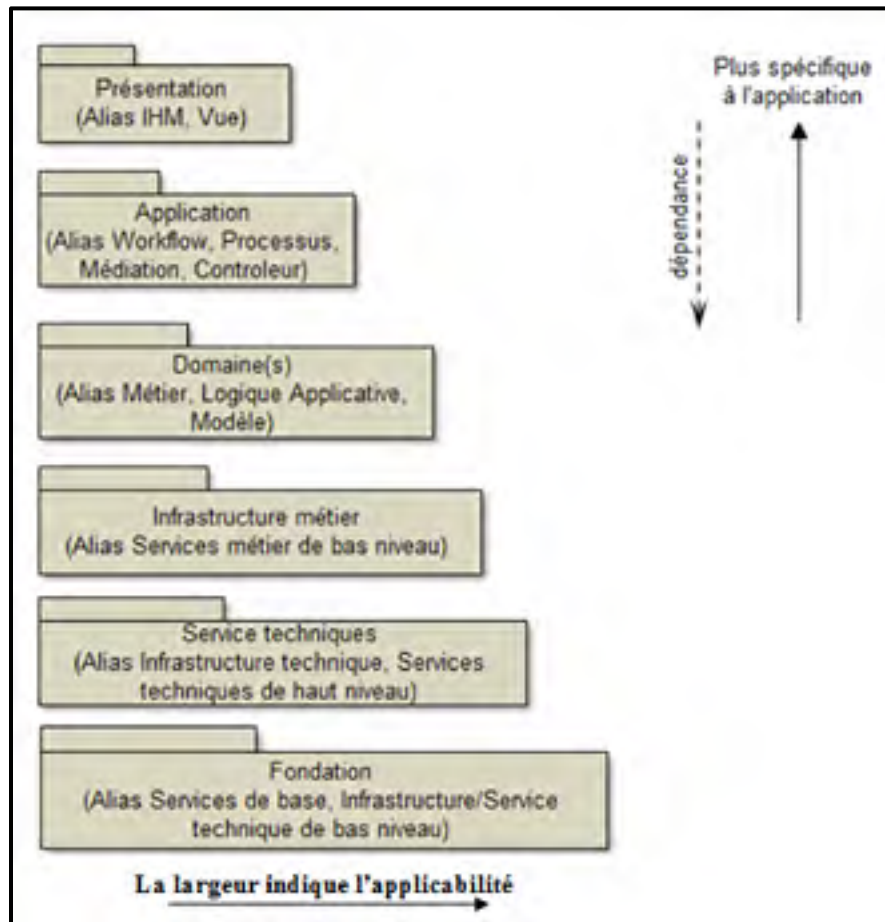 Présentation
(Alias IHM, Vue)
Plus spécifique
à l'application
dépendance
Application
(Alias Workflow, Processus,
Médiation, Controleur)
Domaine(s)
(Alias Métier, Logique Applicative,
Modèle)
Infrastructure métier
(Alias Services métier de bas niveau)
Service techniques
(Alias Infrastructure technique, Services
techniques de haut niveau)
Fondation
(Alias Services de base, Infrastructure/Service
technique de bas niveau)
La largeur indique l'applicabilité